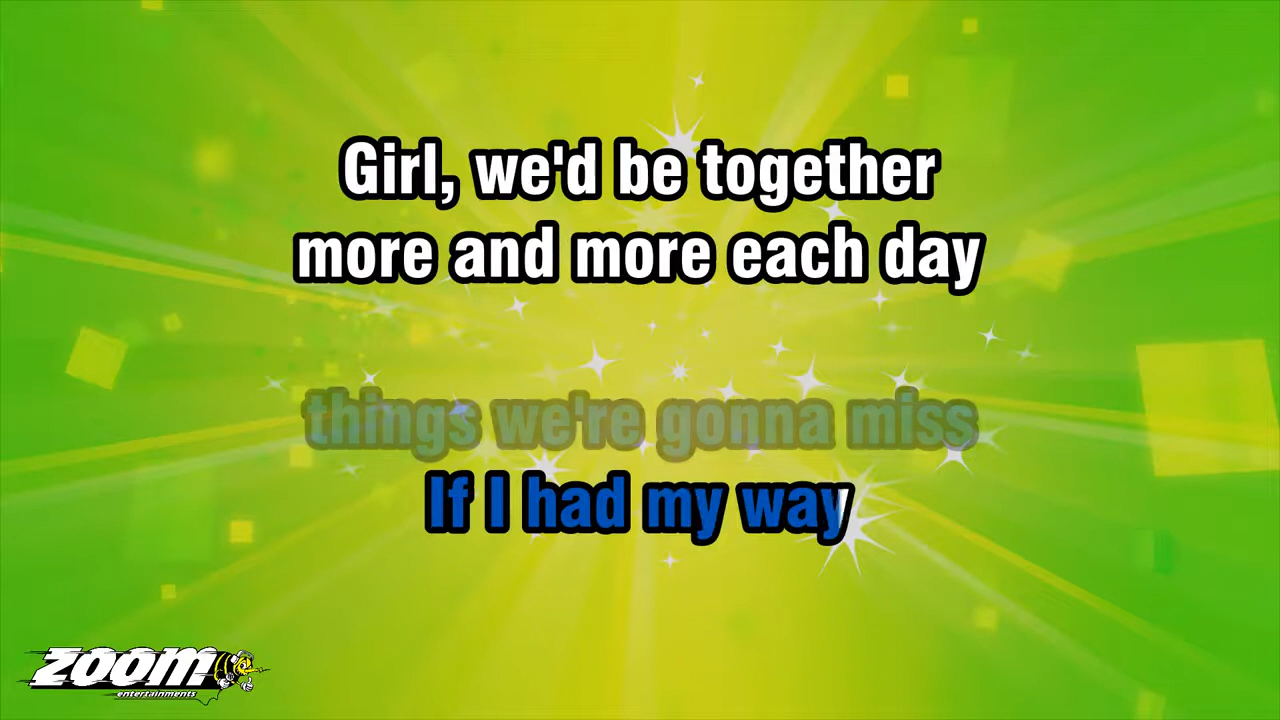 Girl, we'd be together
more and more each day
things we're gonna miss
If I had my way
ZOOM
entertainments